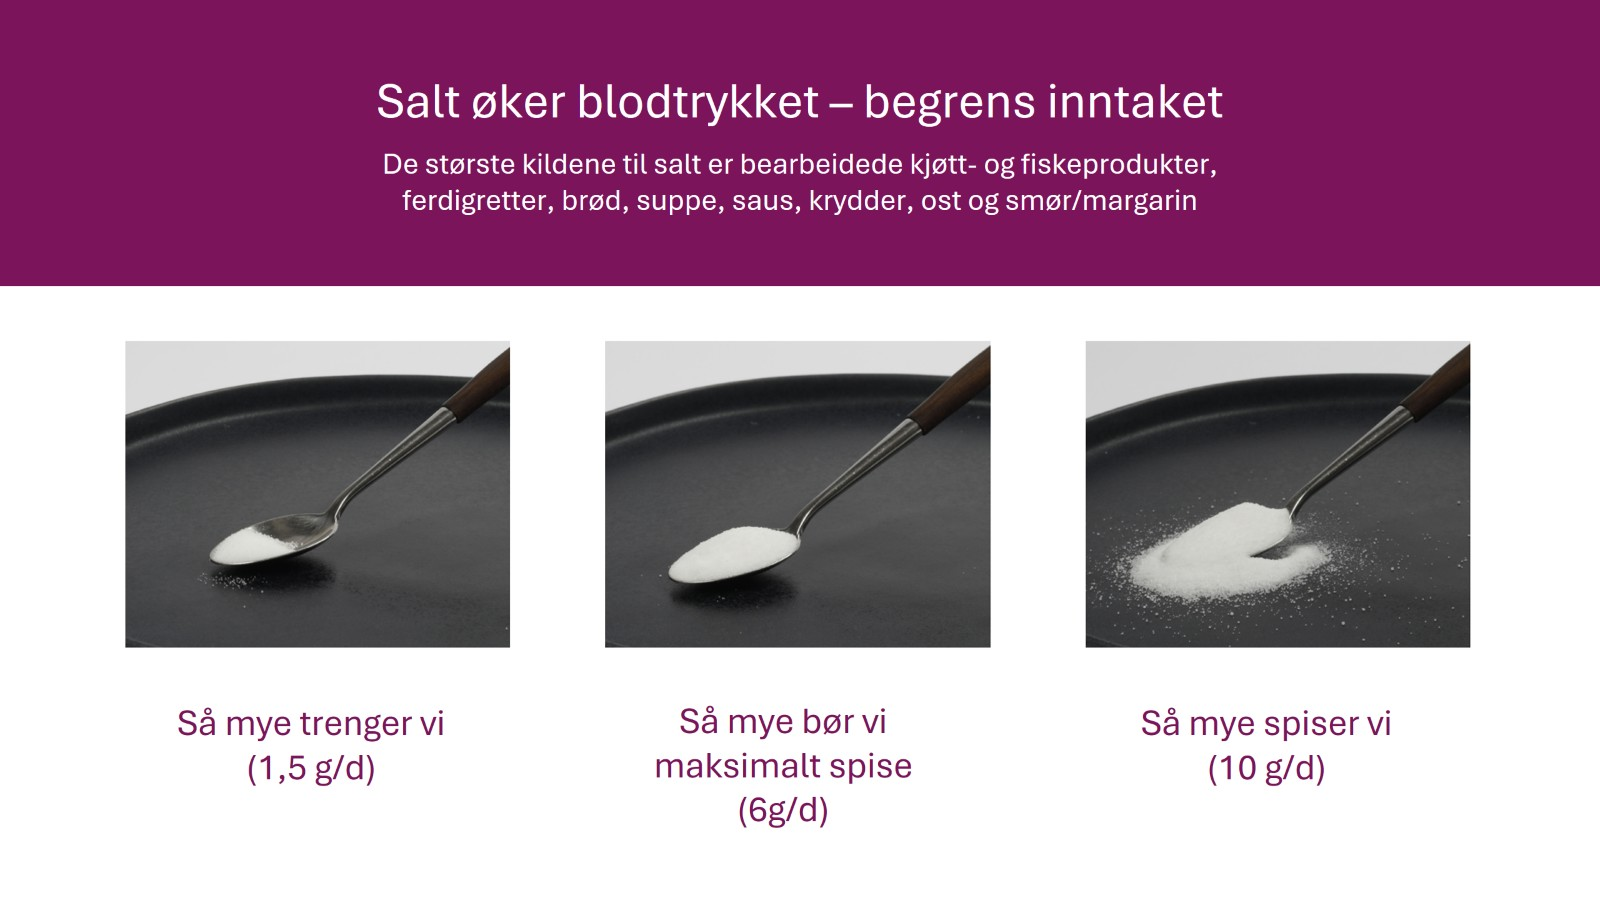 Salt øker blodtrykket – begrens inntaket
De største kildene til salt er bearbeidede kjøtt- og fiskeprodukter,
ferdigretter, brød, suppe, saus, krydder, ost og smør/margarin
Så mye trenger vi
(1,5 g/d)
Så mye bør vi
maksimalt spise
(6g/d)
Så mye spiser vi
(10 g/d)